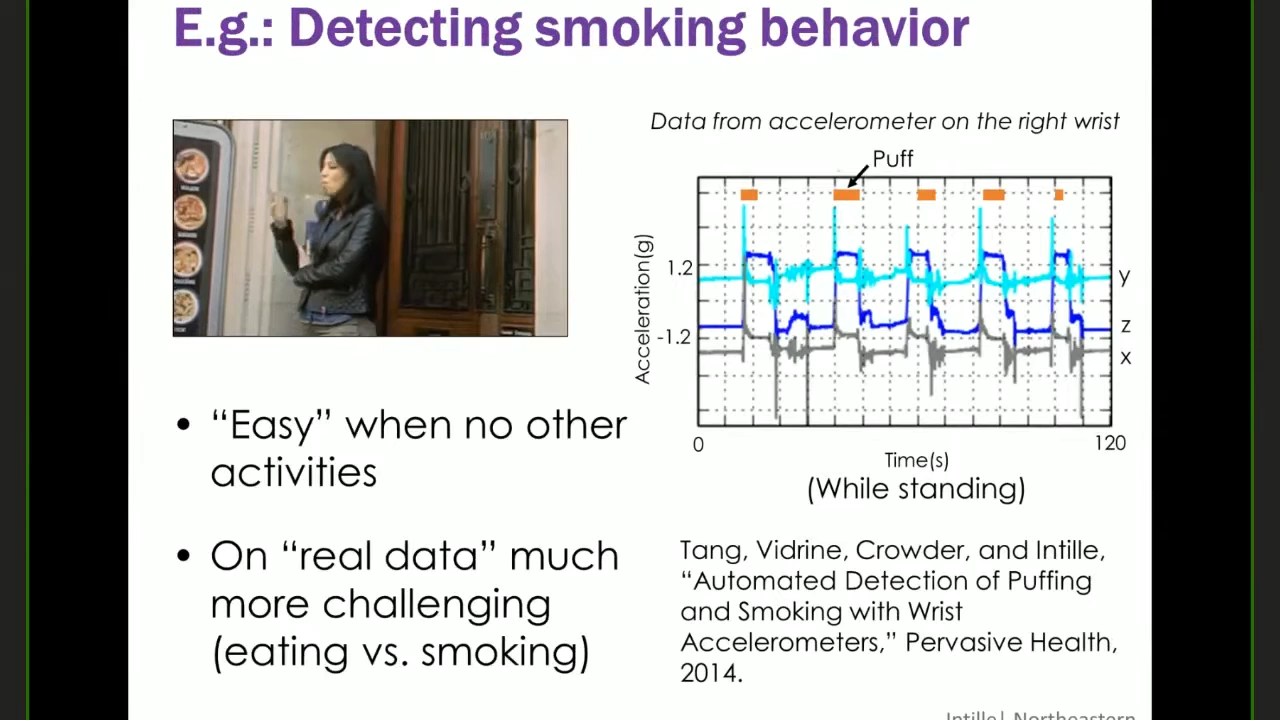 E.g.: Detecting smoking behavior
Data from accelerometer on the right wrist
Puff
Acceleration(g)
1.2
-1.2
y
z
x
0
120
Time(s)
(While standing)
• “Easy” when no other
activities
• On “real data” much
more challenging
(eating vs. smoking)
Tang, Vidrine, Crowder, and Intille,
“Automated Detection of Puffing
and Smoking with Wrist
Accelerometers,” Pervasive Health,
2014.
Intille| Northeastern